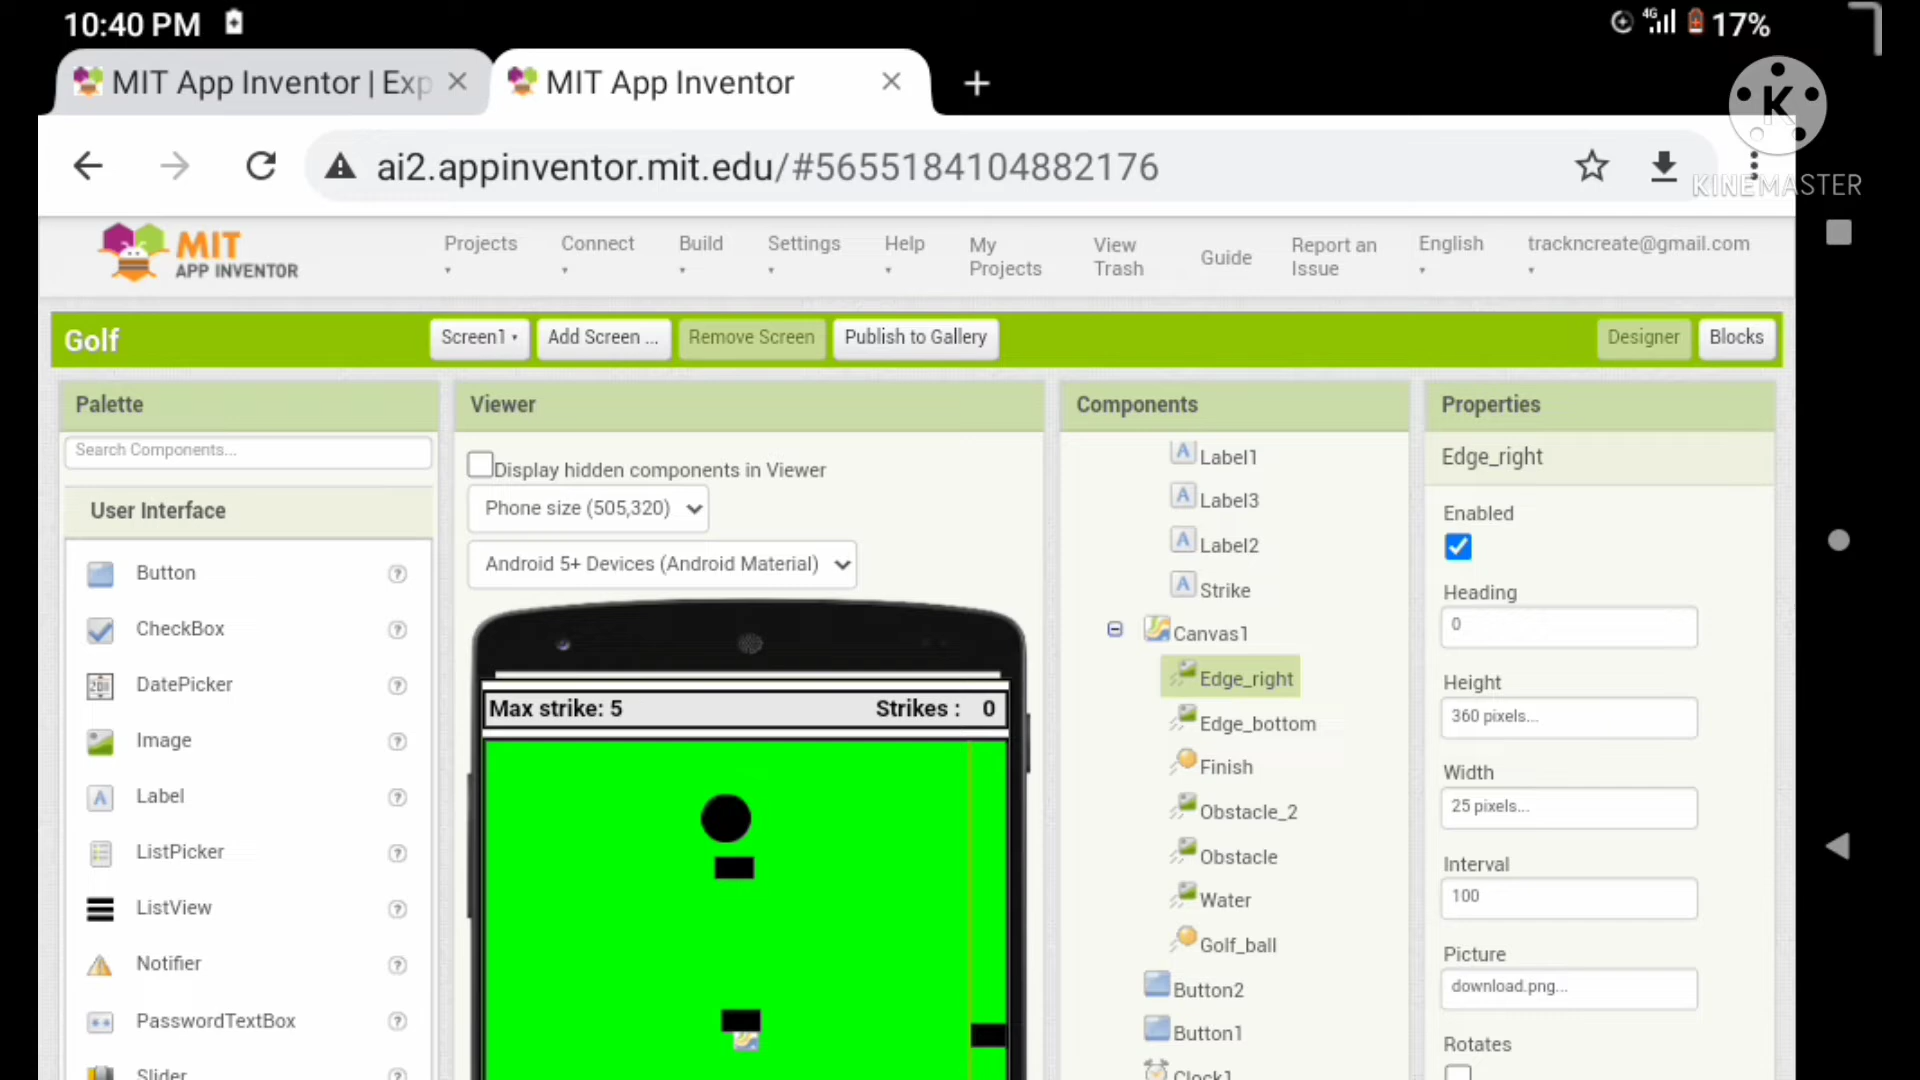 10:40 PM
4G
17%
MIT App Inventor | Exp
MIT App Inventor
K
KINEMASTER
ai2.appinventor.mit.edu/#5655184104882176
MIT
APP INVENTOR
Projects
Connect
Build
Settings
Help
My Projects
View Trash
Guide
Report an Issue
English
trackncreate@gmail.com
Golf
Screen1
Add Screen ...
Remove Screen
Publish to Gallery
Designer
Blocks
Palette
Search Components...
User Interface
Button
CheckBox
DatePicker
Image
Label
ListPicker
ListView
Notifier
PasswordTextBox
Slider
Viewer
Display hidden components in Viewer
Phone size (505,320)
Android 5+ Devices (Android Material)
Max strike: 5
Strikes : 0
Components
Label1
Label3
Label2
Strike
Canvas1
Edge_right
Edge_bottom
Finish
Obstacle_2
Obstacle
Water
Golf_ball
Button2
Button1
Clock1
Properties
Edge_right
Enabled
Heading
0
Height
360 pixels...
Width
25 pixels...
Interval
100
Picture
download.png...
Rotates